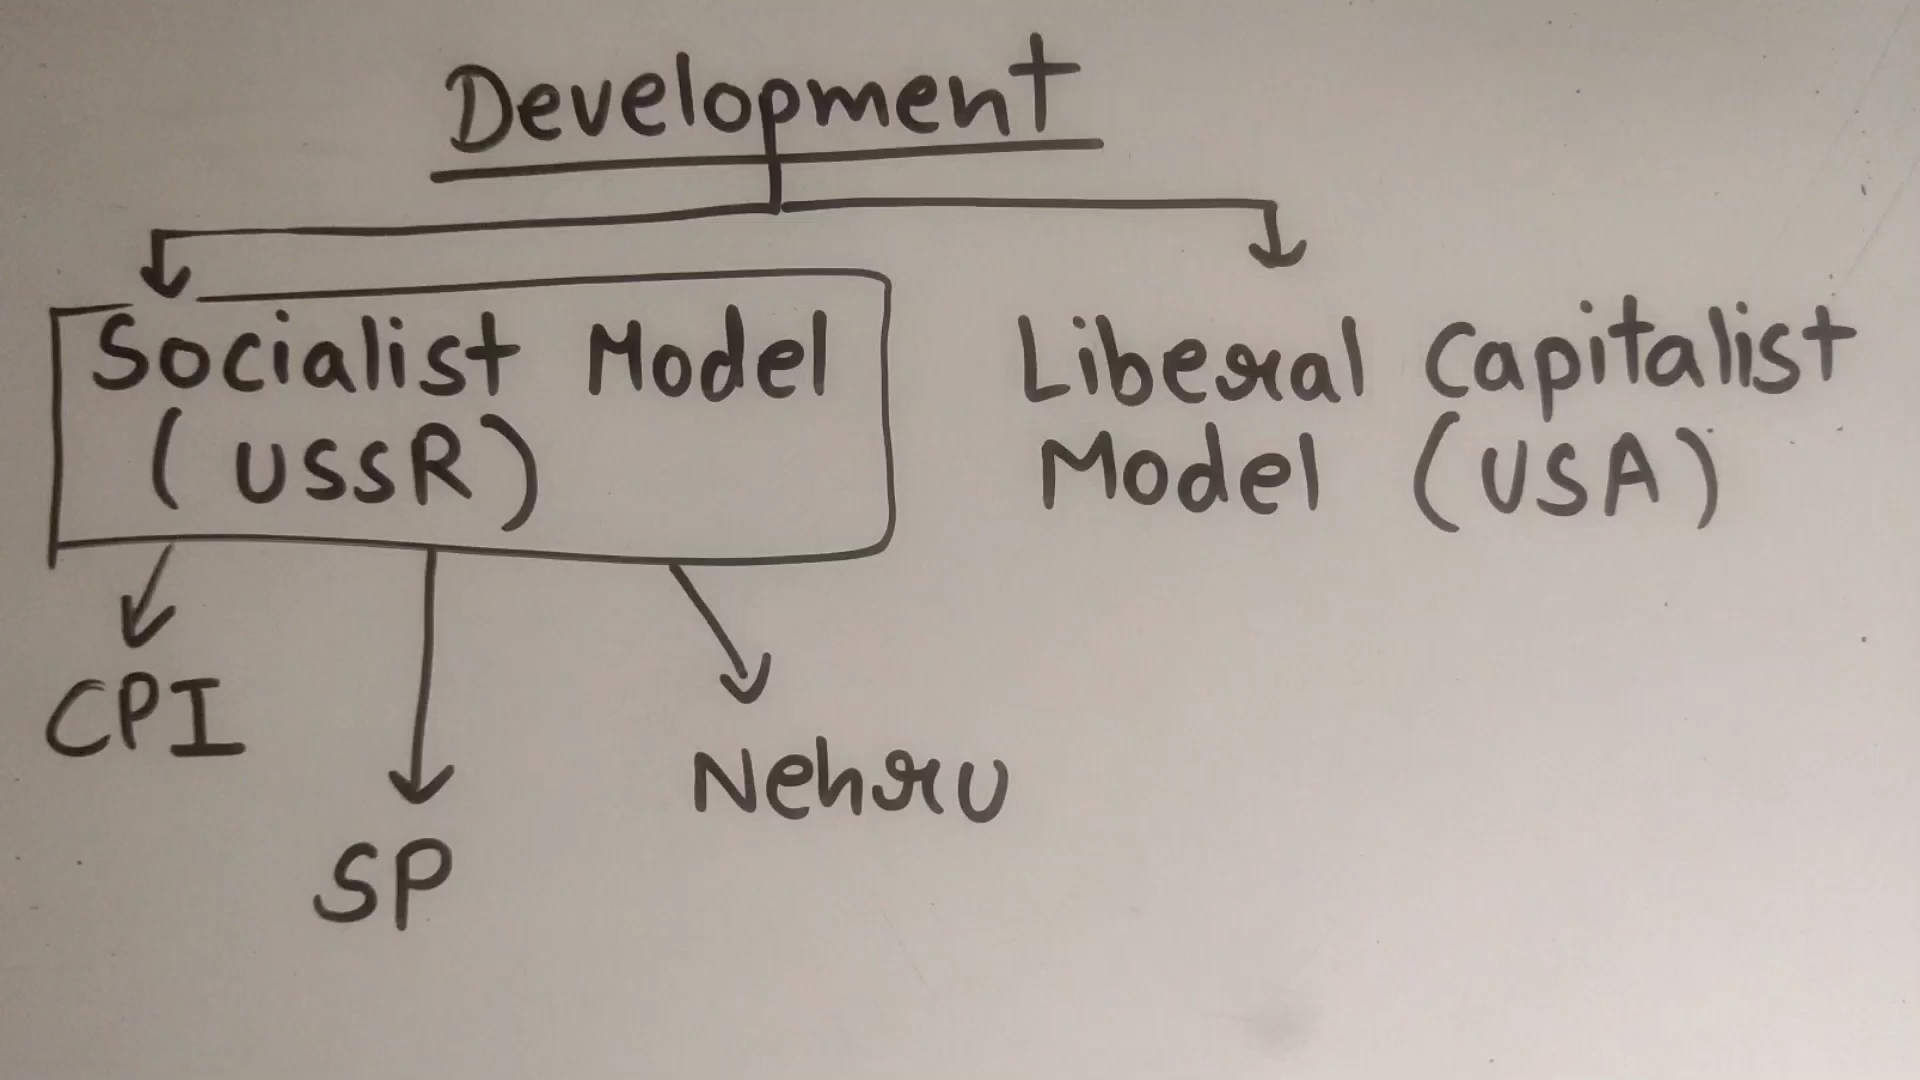 Development
Socialist Model
(USSR)
Liberal Capitalist
Model (USA)
CPI
SP
Nehru